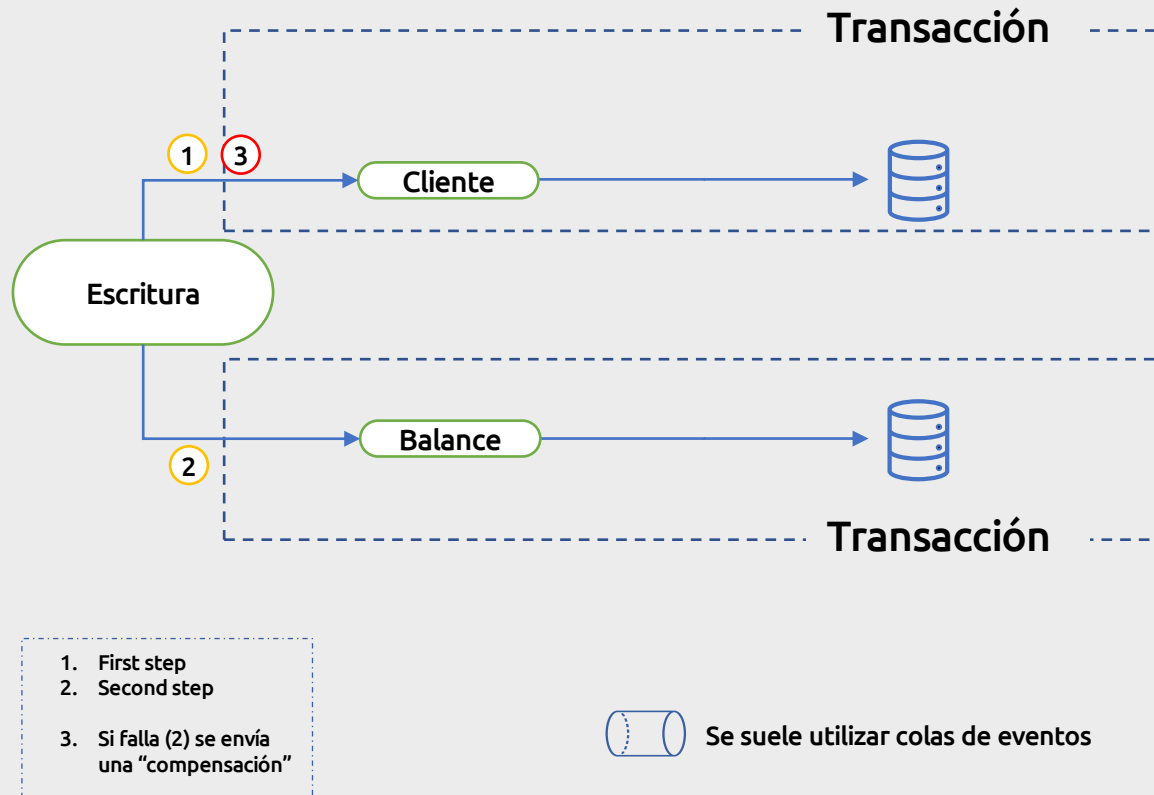 Transacción
1
3
Cliente
Escritura
Balance
2
Transacción
1. First step
2. Second step
3. Si falla (2) se envía
una “compensación”
Se suele utilizar colas de eventos